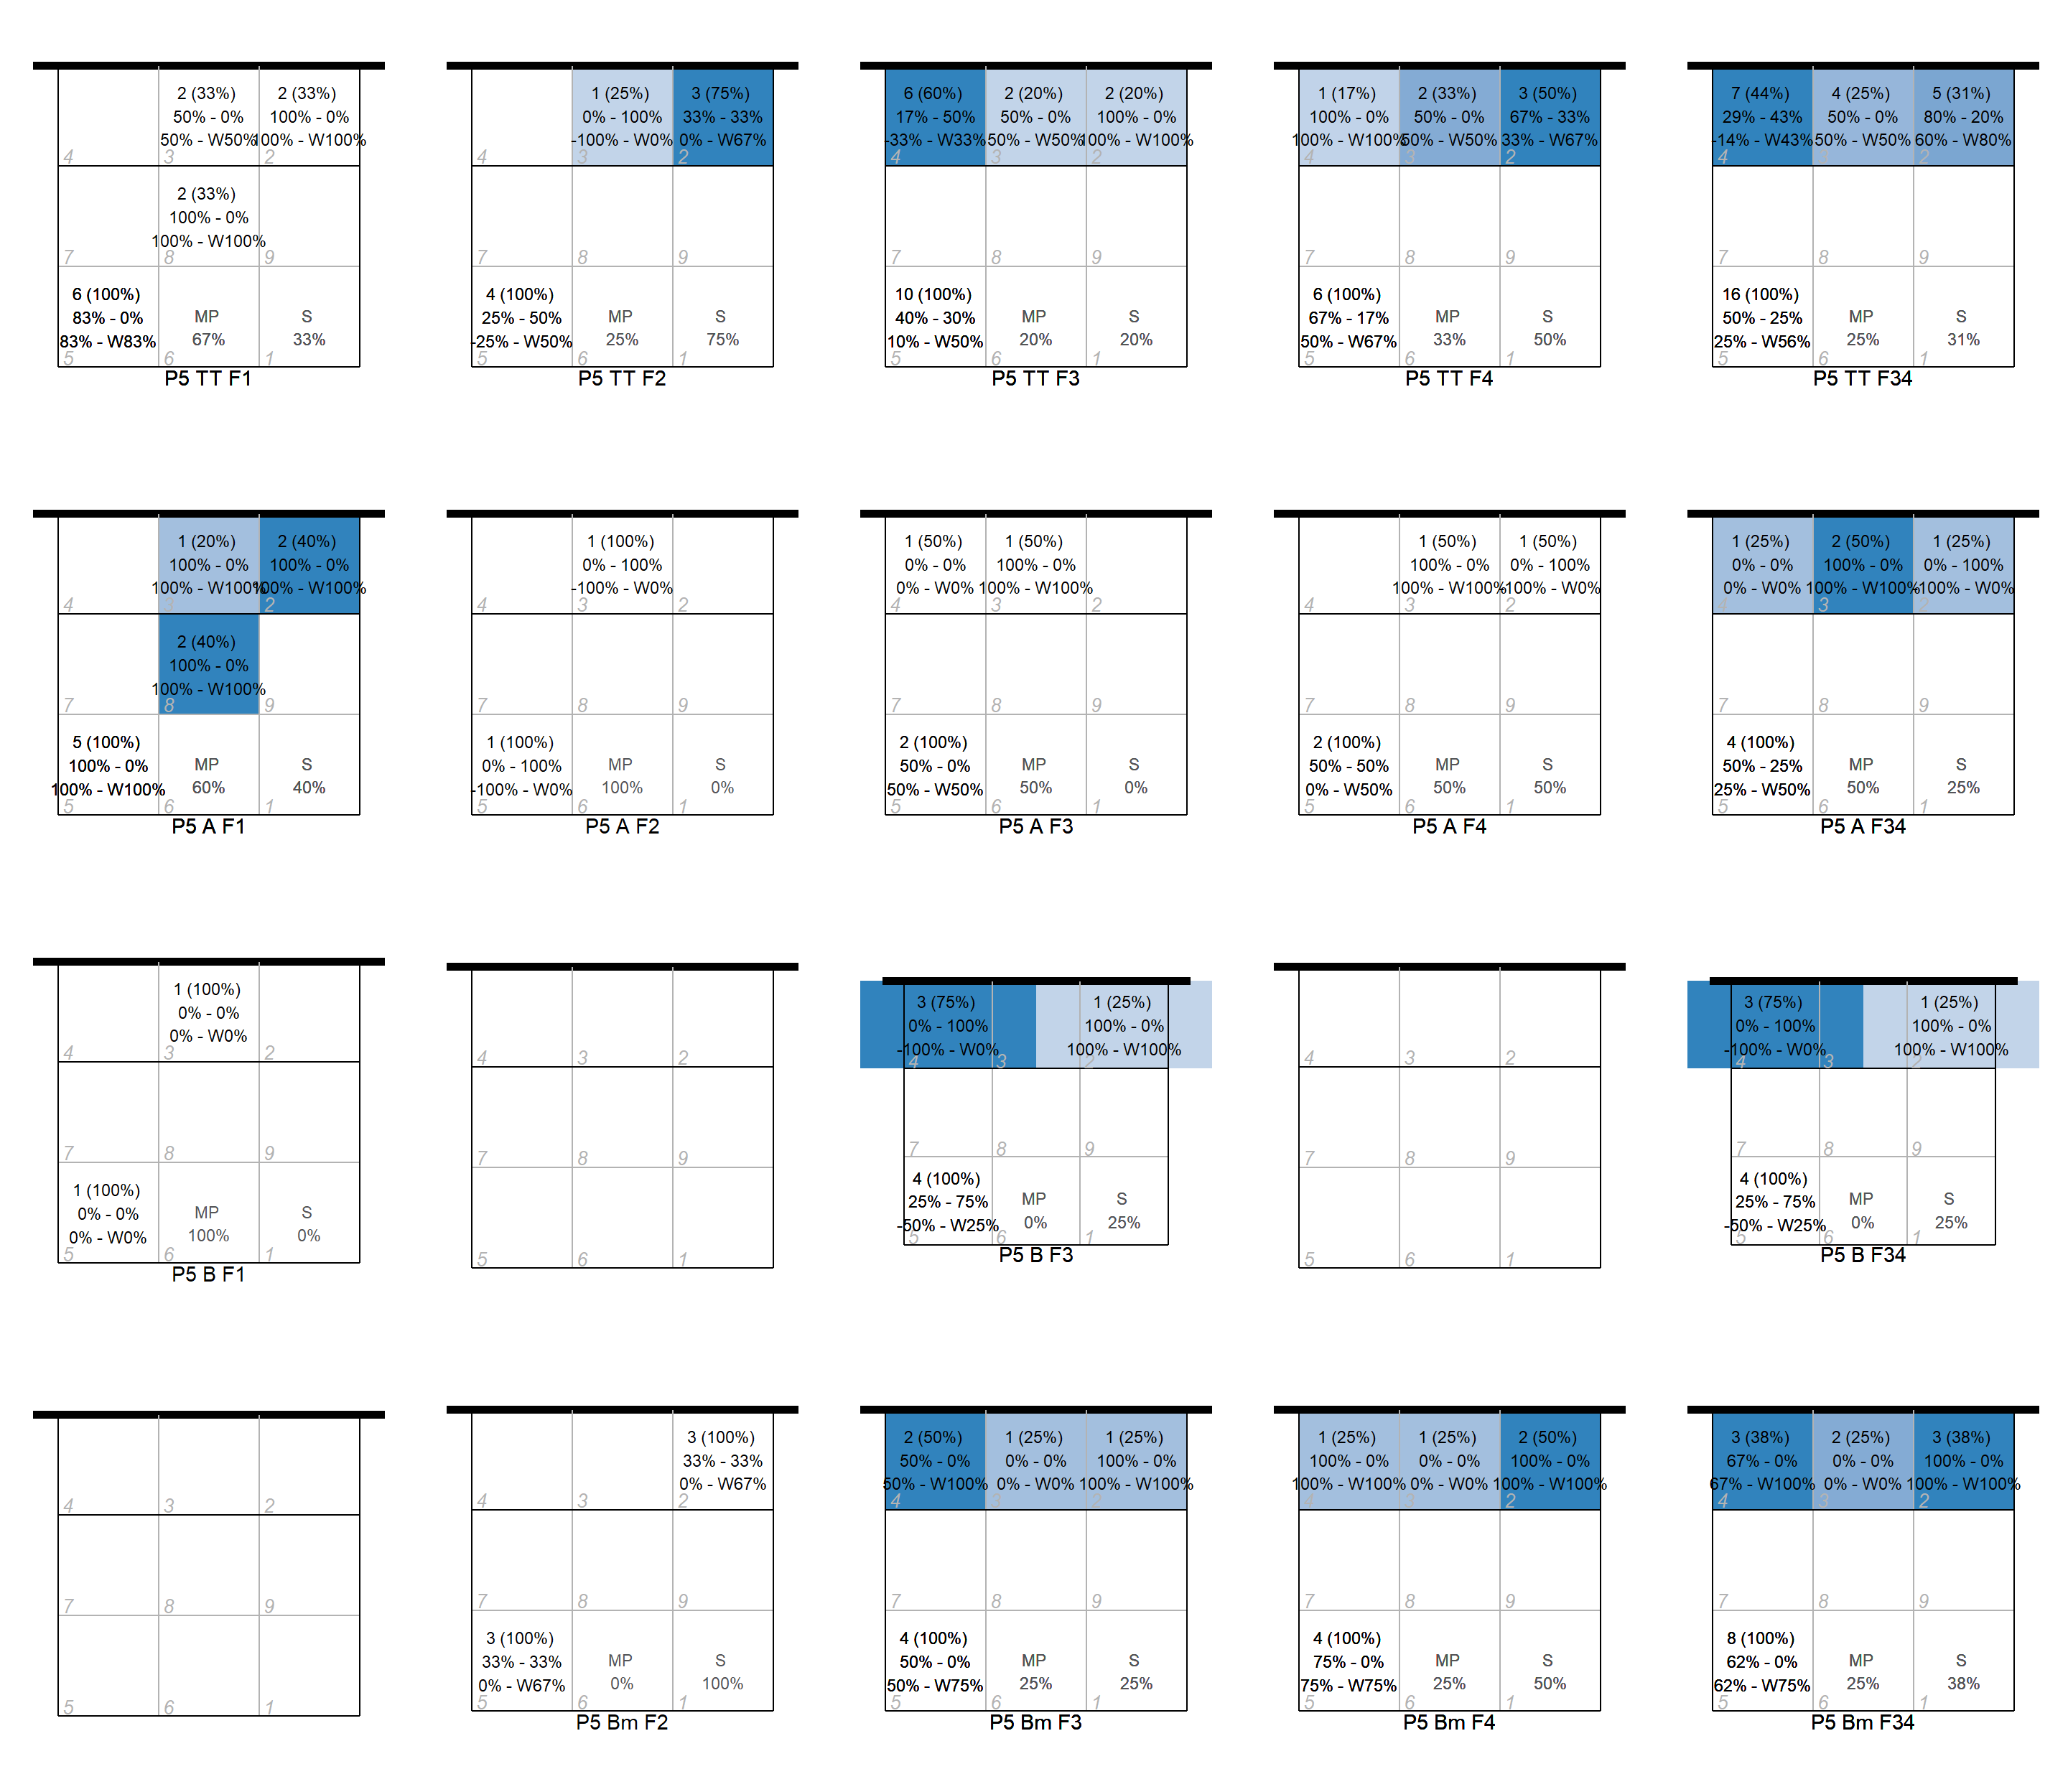 2 (33%) 2 (33%)
50% - 0% 100% - 0%
50% - W50% 100% - W100%
4 3 2
2 (33%)
100% - 0%
100% - W100%
7 8 9
6 (100%)
83% - 0% MP S
83% - W83% 67% 33%
5 6 1
P5 TT F1
1 (25%) 3 (75%)
0% - 100% 33% - 33%
-100% - W0% 0% - W67%
4 3 2
7 8 9
4 (100%)
25% - 50% MP S
-25% - W50% 25% 75%
5 6 1
P5 TT F2
6 (60%) 2 (20%) 2 (20%)
17% - 50% 50% - 0% 100% - 0%
-33% - W33% 50% - W50% 100% - W100%
4 3 2
7 8 9
10 (100%)
40% - 30% MP S
10% - W50% 20% 20%
5 6 1
P5 TT F3
1 (17%) 2 (33%) 3 (50%)
100% - 0% 50% - 0% 67% - 33%
100% - W100% 50% - W50% 33% - W67%
4 3 2
7 8 9
6 (100%)
67% - 17% MP S
50% - W67% 33% 50%
5 6 1
P5 TT F4
7 (44%) 4 (25%) 5 (31%)
29% - 43% 50% - 0% 80% - 20%
-14% - W43% 50% - W50% 60% - W80%
4 3 2
7 8 9
16 (100%)
50% - 25% MP S
25% - W56% 25% 31%
5 6 1
P5 TT F34
1 (20%) 2 (40%)
100% - 0% 100% - 0%
100% - W100% 100% - W100%
4 3 2
2 (40%)
100% - 0%
100% - W100%
7 8 9
5 (100%)
100% - 0% MP S
100% - W100% 60% 40%
5 6 1
P5 A F1
1 (100%)
0% - 100%
-100% - W0%
4 3 2
7 8 9
1 (100%)
0% - 100% MP S
-100% - W0% 100% 0%
5 6 1
P5 A F2
1 (50%) 1 (50%)
0% - 0% 100% - 0%
0% - W0% 100% - W100%
4 3 2
7 8 9
2 (100%)
50% - 0% MP S
50% - W50% 50% 0%
5 6 1
P5 A F3
1 (50%) 1 (50%)
100% - 0% 0% - 100%
100% - W100% -100% - W0%
4 3 2
7 8 9
2 (100%)
50% - 50% MP S
0% - W50% 50% 50%
5 6 1
P5 A F4
1 (25%) 2 (50%) 1 (25%)
0% - 0% 100% - 0% 0% - 100%
0% - W0% 100% - W100% -100% - W0%
4 3 2
7 8 9
4 (100%)
50% - 25% MP S
25% - W50% 50% 25%
5 6 1
P5 A F34
1 (100%)
0% - 0%
0% - W0%
4 3 2
7 8 9
1 (100%)
0% - 0% MP S
0% - W0% 100% 0%
5 6 1
P5 B F1
4 3 2
7 8 9
5 6 1
3 (75%) 1 (25%)
0% - 100% 100% - 0%
-100% - W0% 100% - W100%
4 3 2
7 8 9
4 (100%)
25% - 75% MP S
-50% - W25% 0% 25%
5 6 1
P5 B F3
4 3 2
7 8 9
5 6 1
3 (75%) 1 (25%)
0% - 100% 100% - 0%
-100% - W0% 100% - W100%
4 3 2
7 8 9
4 (100%)
25% - 75% MP S
-50% - W25% 0% 25%
5 6 1
P5 B F34
4 3 2
7 8 9
5 6 1
3 (100%)
33% - 33%
0% - W67%
4 3 2
7 8 9
3 (100%)
33% - 33% MP S
0% - W67% 0% 100%
5 6 1
P5 Bm F2
2 (50%) 1 (25%) 1 (25%)
50% - 0% 0% - 0% 100% - 0%
50% - W100% 0% - W0% 100% - W100%
4 3 2
7 8 9
4 (100%)
50% - 0% MP S
50% - W75% 25% 25%
5 6 1
P5 Bm F3
1 (25%) 1 (25%) 2 (50%)
100% - 0% 0% - 0% 100% - 0%
100% - W100% 0% - W0% 100% - W100%
4 3 2
7 8 9
4 (100%)
75% - 0% MP S
75% - W75% 25% 50%
5 6 1
P5 Bm F4
3 (38%) 2 (25%) 3 (38%)
67% - 0% 0% - 0% 100% - 0%
67% - W100% 0% - W0% 100% - W100%
4 3 2
7 8 9
8 (100%)
62% - 0% MP S
62% - W75% 25% 38%
5 6 1
P5 Bm F34